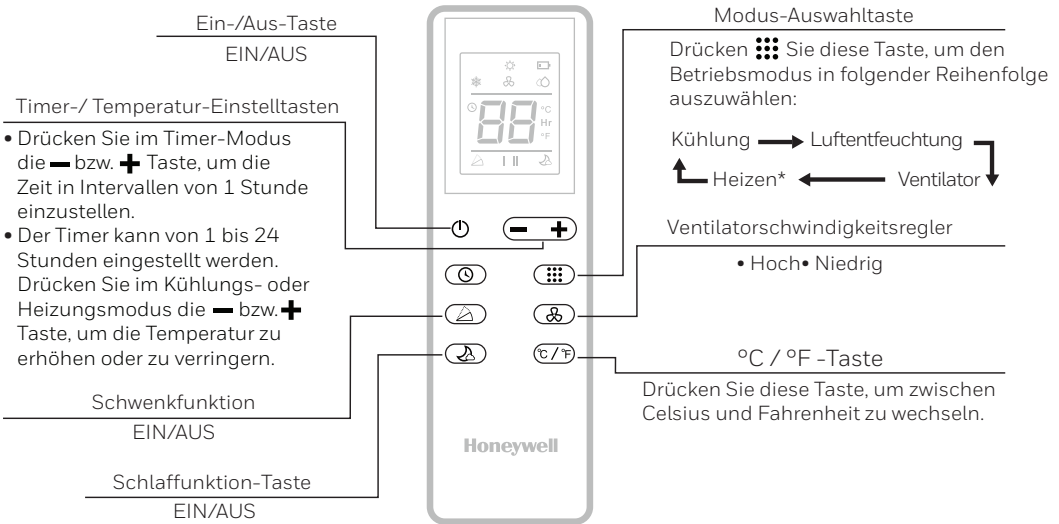 Ein-/Aus-Taste
EIN/AUS
Timer-/ Temperatur-Einstelltasten
• Drücken Sie im Timer-Modus
die − bzw. + Taste, um die
Zeit in Intervallen von 1 Stunde
einzustellen.
• Der Timer kann von 1 bis 24
Stunden eingestellt werden.
Drücken Sie im Kühlungs- oder
Heizungsmodus die − bzw. +
Taste, um die Temperatur zu
erhöhen oder zu verringern.
Schwenkfunktion
EIN/AUS
Schlaffunktion-Taste
EIN/AUS
88
°C
Hr
°F
I II
°C / °F
Honeywell
Modus-Auswahltaste
Drücken Sie diese Taste, um den
Betriebsmodus in folgender Reihenfolge
auszuwählen:
Kühlung → Luftentfeuchtung
Heizen* ← Ventilator
Ventilatorschwindigkeitsregler
• Hoch• Niedrig
°C / °F -Taste
Drücken Sie diese Taste, um zwischen
Celsius und Fahrenheit zu wechseln.